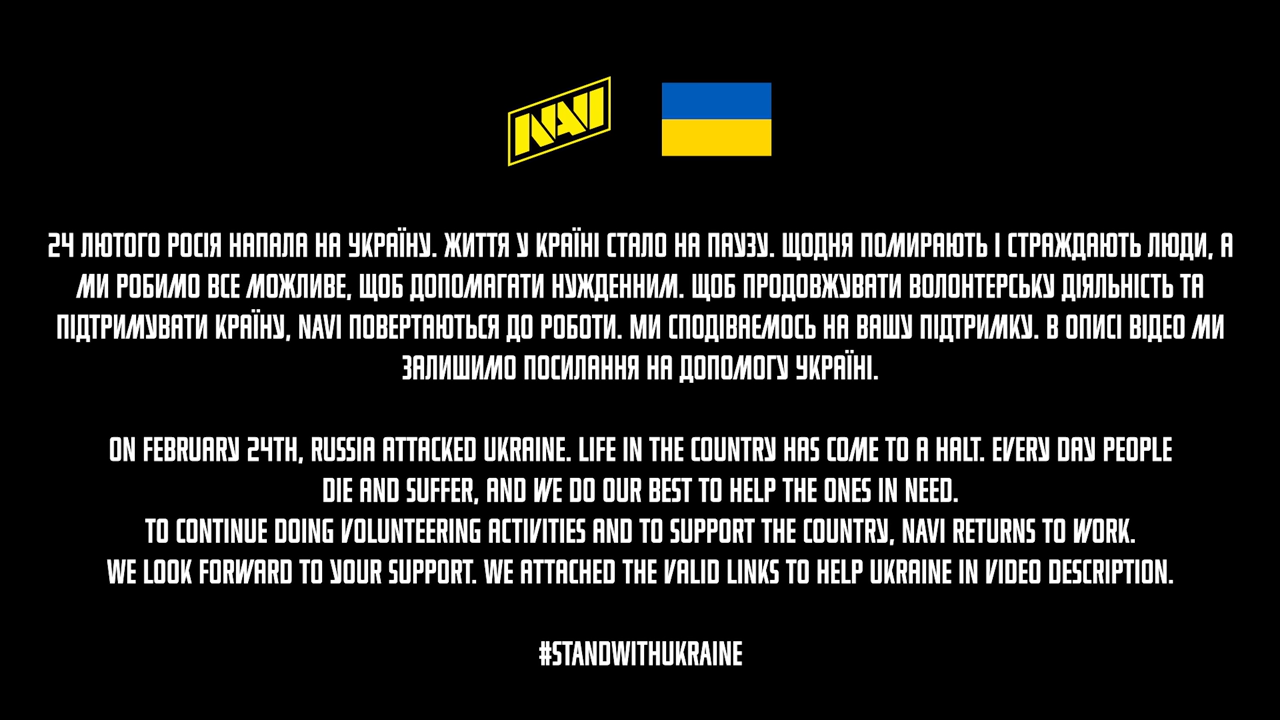 NAVI
24 ЛЮТОГО РОСІЯ НАПАЛА НА УКРАЇНУ. ЖИТТЯ У КРАЇНІ СТАЛО НА ПАУЗУ. ЩОДНЯ ПОМИРАЮТЬ І СТРАЖДАЮТЬ ЛЮДИ, А
МИ РОБИМО ВСЕ МОЖЛИВЕ, ЩОБ ДОПОМАГАТИ НУЖДЕННИМ. ЩОБ ПРОДОВЖУВАТИ ВОЛОНТЕРСЬКУ ДІЯЛЬНІСТЬ ТА
ПІДТРИМУВАТИ КРАЇНУ, NAVI ПОВЕРТАЮТЬСЯ ДО РОБОТИ. МИ СПОДІВАЄМОСЬ НА ВАШУ ПІДТРИМКУ. В ОПИСІ ВІДЕО МИ
ЗАЛИШИМО ПОСИЛАННЯ НА ДОПОМОГУ УКРАЇНІ.
ON FEBRUARY 24TH, RUSSIA ATTACKED UKRAINE. LIFE IN THE COUNTRY HAS COME TO A HALT. EVERY DAY PEOPLE
DIE AND SUFFER, AND WE DO OUR BEST TO HELP THE ONES IN NEED.
TO CONTINUE DOING VOLUNTEERING ACTIVITIES AND TO SUPPORT THE COUNTRY, NAVI RETURNS TO WORK.
WE LOOK FORWARD TO YOUR SUPPORT. WE ATTACHED THE VALID LINKS TO HELP UKRAINE IN VIDEO DESCRIPTION.
#STANDWITHUKRAINE